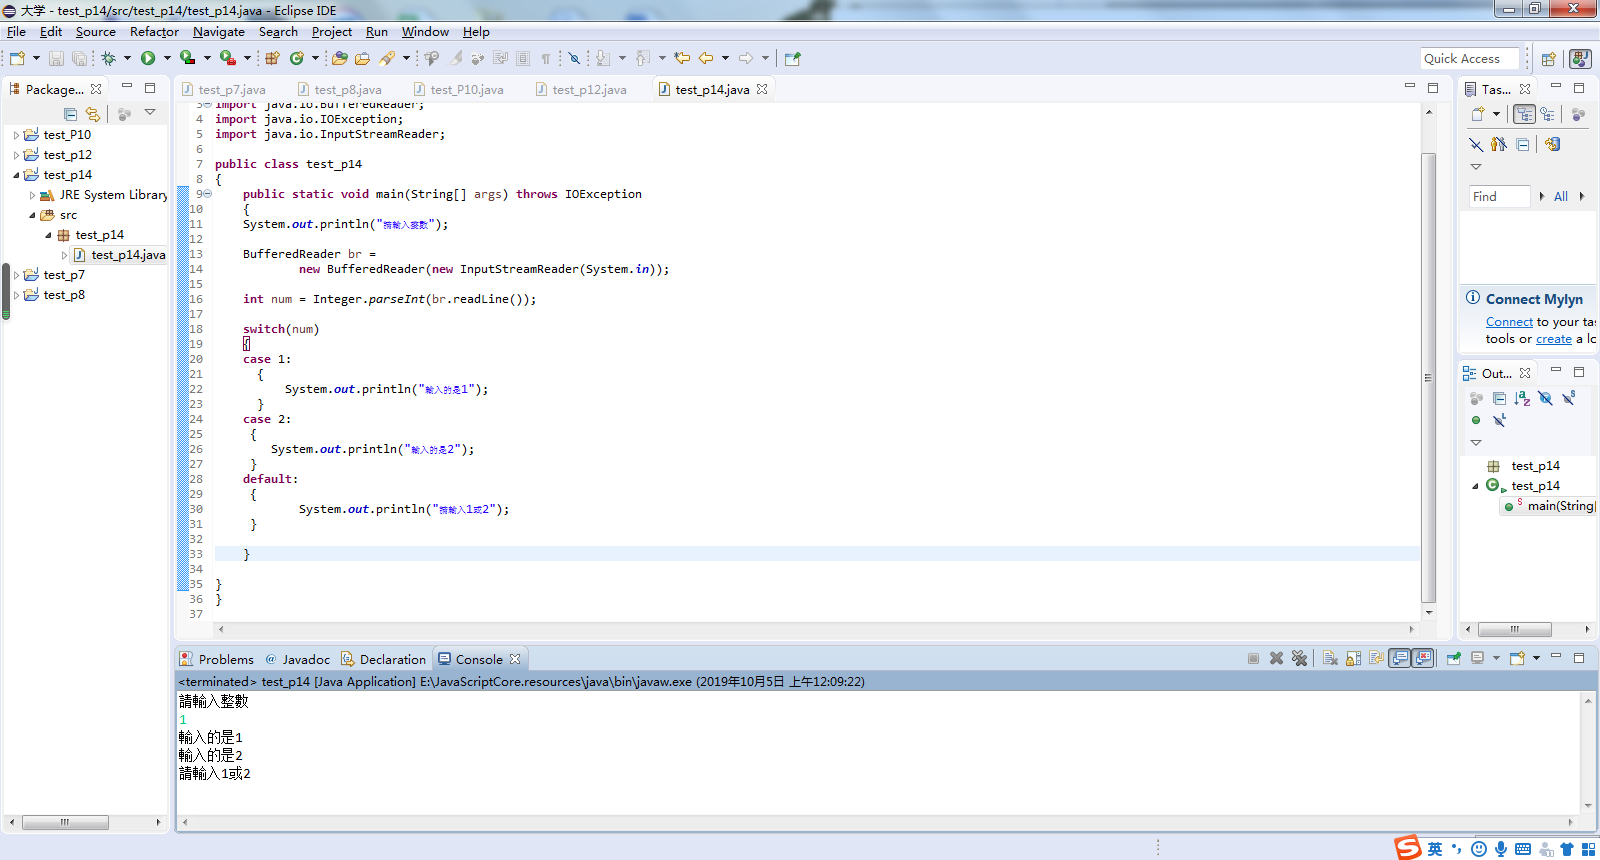 大学 - test_p14/src/test_p14/test_p14.java - Eclipse IDE
File Edit Source Refactor Navigate Search Project Run Window Help
Quick Access
Package...
test_P10
test_p12
test_p14
JRE System Library
src
test_p14
test_p14.java
test_p7
test_p8
test_p7.java test_p8.java test_P10.java test_p12.java test_p14.java
3 import java.io.BufferedReader;
4 import java.io.IOException;
5 import java.io.InputStreamReader;
6
7 public class test_p14
8 {
9 public static void main(String[] args) throws IOException
10 {
11 System.out.println("請輸入整數");
12
13 BufferedReader br =
14 new BufferedReader(new InputStreamReader(System.in));
15
16 int num = Integer.parseInt(br.readLine());
17
18 switch(num)
19 {
20 case 1:
21 {
22 System.out.println("輸入的是1");
23 }
24 case 2:
25 {
26 System.out.println("輸入的是2");
27 }
28 default:
29 {
30 System.out.println("請輸入1或2");
31 }
32
33 }
34
35 }
36 }
37
Tas...
Find All
Connect Mylyn
Connect to your ta
tools or create a lo
Out...
test_p14
test_p14
main(String[
Problems @ Javadoc Declaration Console
<terminated> test_p14 [Java Application] E:\JavaScriptCore.resources\java\bin\javaw.exe (2019年10月5日 上午12:09:22)
請輸入整數
1
輸入的是1
輸入的是2
請輸入1或2
英